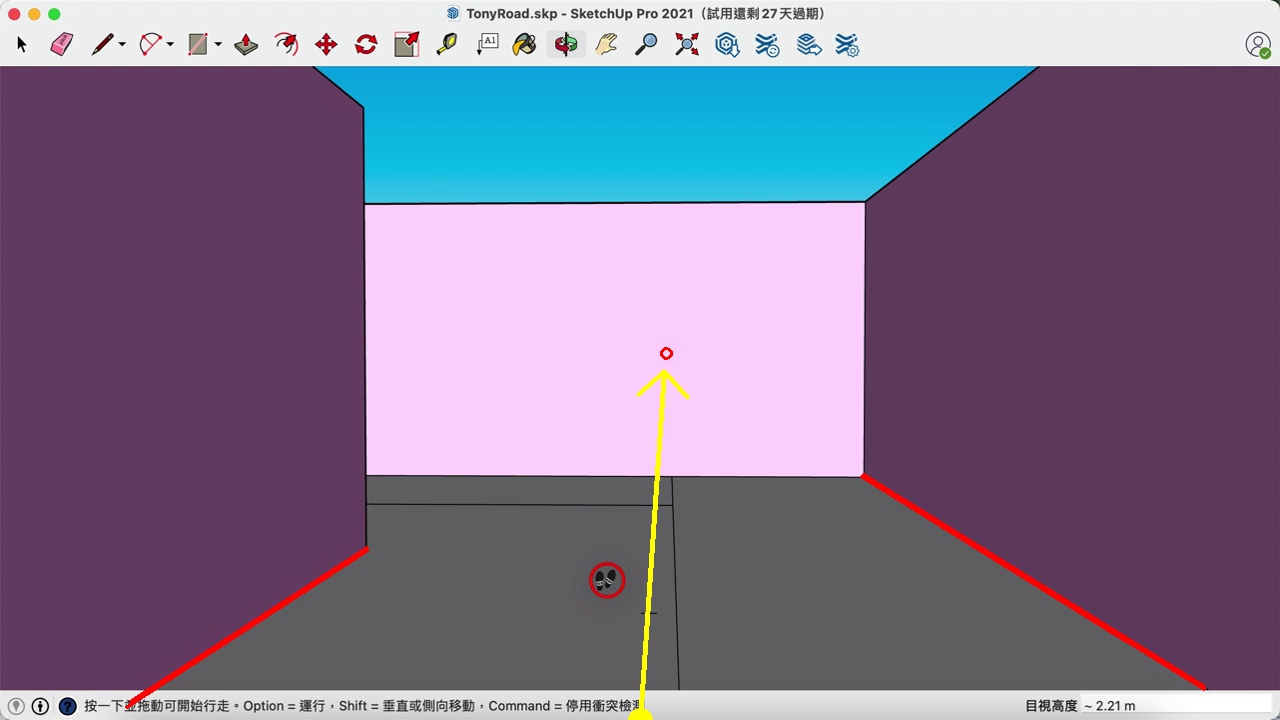 TonyRoad.skp - SketchUp Pro 2021（試用還剩 27 天過期）
A1
按一下並拖動可開始行走。Option = 運行，Shift = 垂直或側向移動，Command = 停用衝突檢測
目視高度 ~ 2.21 m